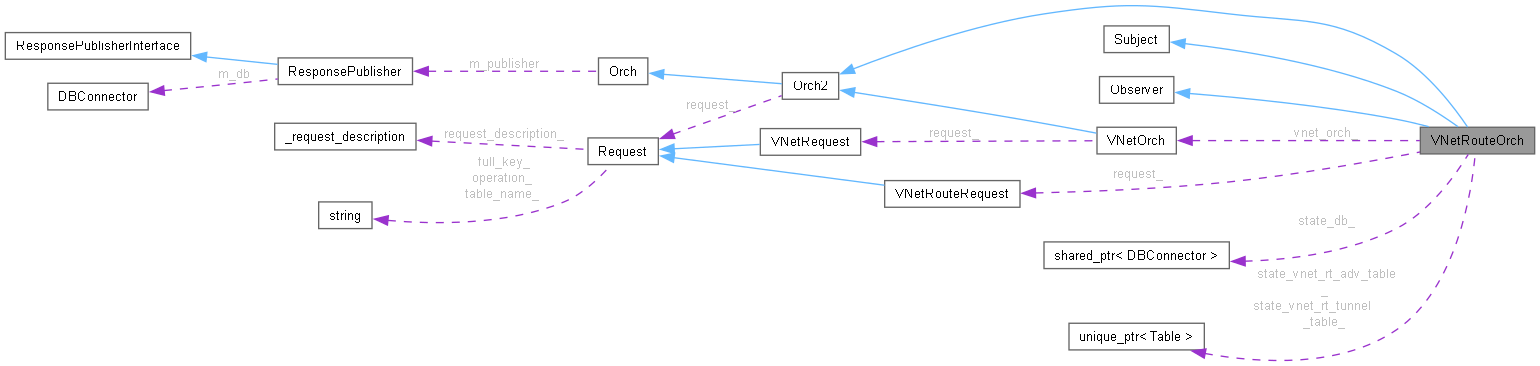 ResponsePublisherInterface
DBConnector
m_db
ResponsePublisher
_request_description
string
m_publisher
request_description_
full_key_
operation_
table_name_
Orch
Request
request_
Orch2
VNetRequest
request_
VNetRouteRequest
Subject
Observer
VNetOrch
request_
vnet_orch_
VNetRouteOrch
state_db_
shared_ptr< DBConnector >
state_vnet_rt_adv_table
_
state_vnet_rt_tunnel
_table_
unique_ptr< Table >